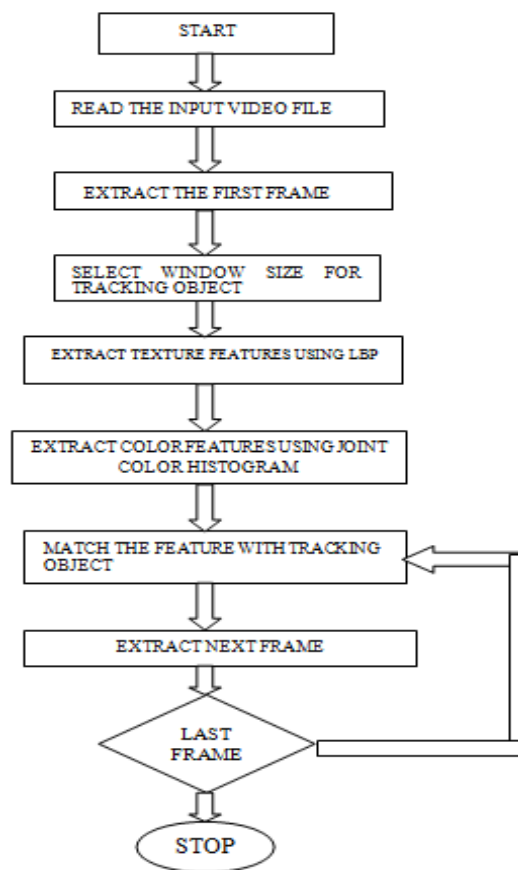 START
READ THE INPUT VIDEO FILE
EXTRACT THE FIRST FRAME
SELECT WINDOW SIZE FOR
TRACKING OBJECT
EXTRACT TEXTURE FEATURES USING LBP
EXTRACT COLOR FEATURES USING JOINT
COLOR HISTOGRAM
MATCH THE FEATURE WITH TRACKING
OBJECT
EXTRACT NEXT FRAME
LAST
FRAME
STOP